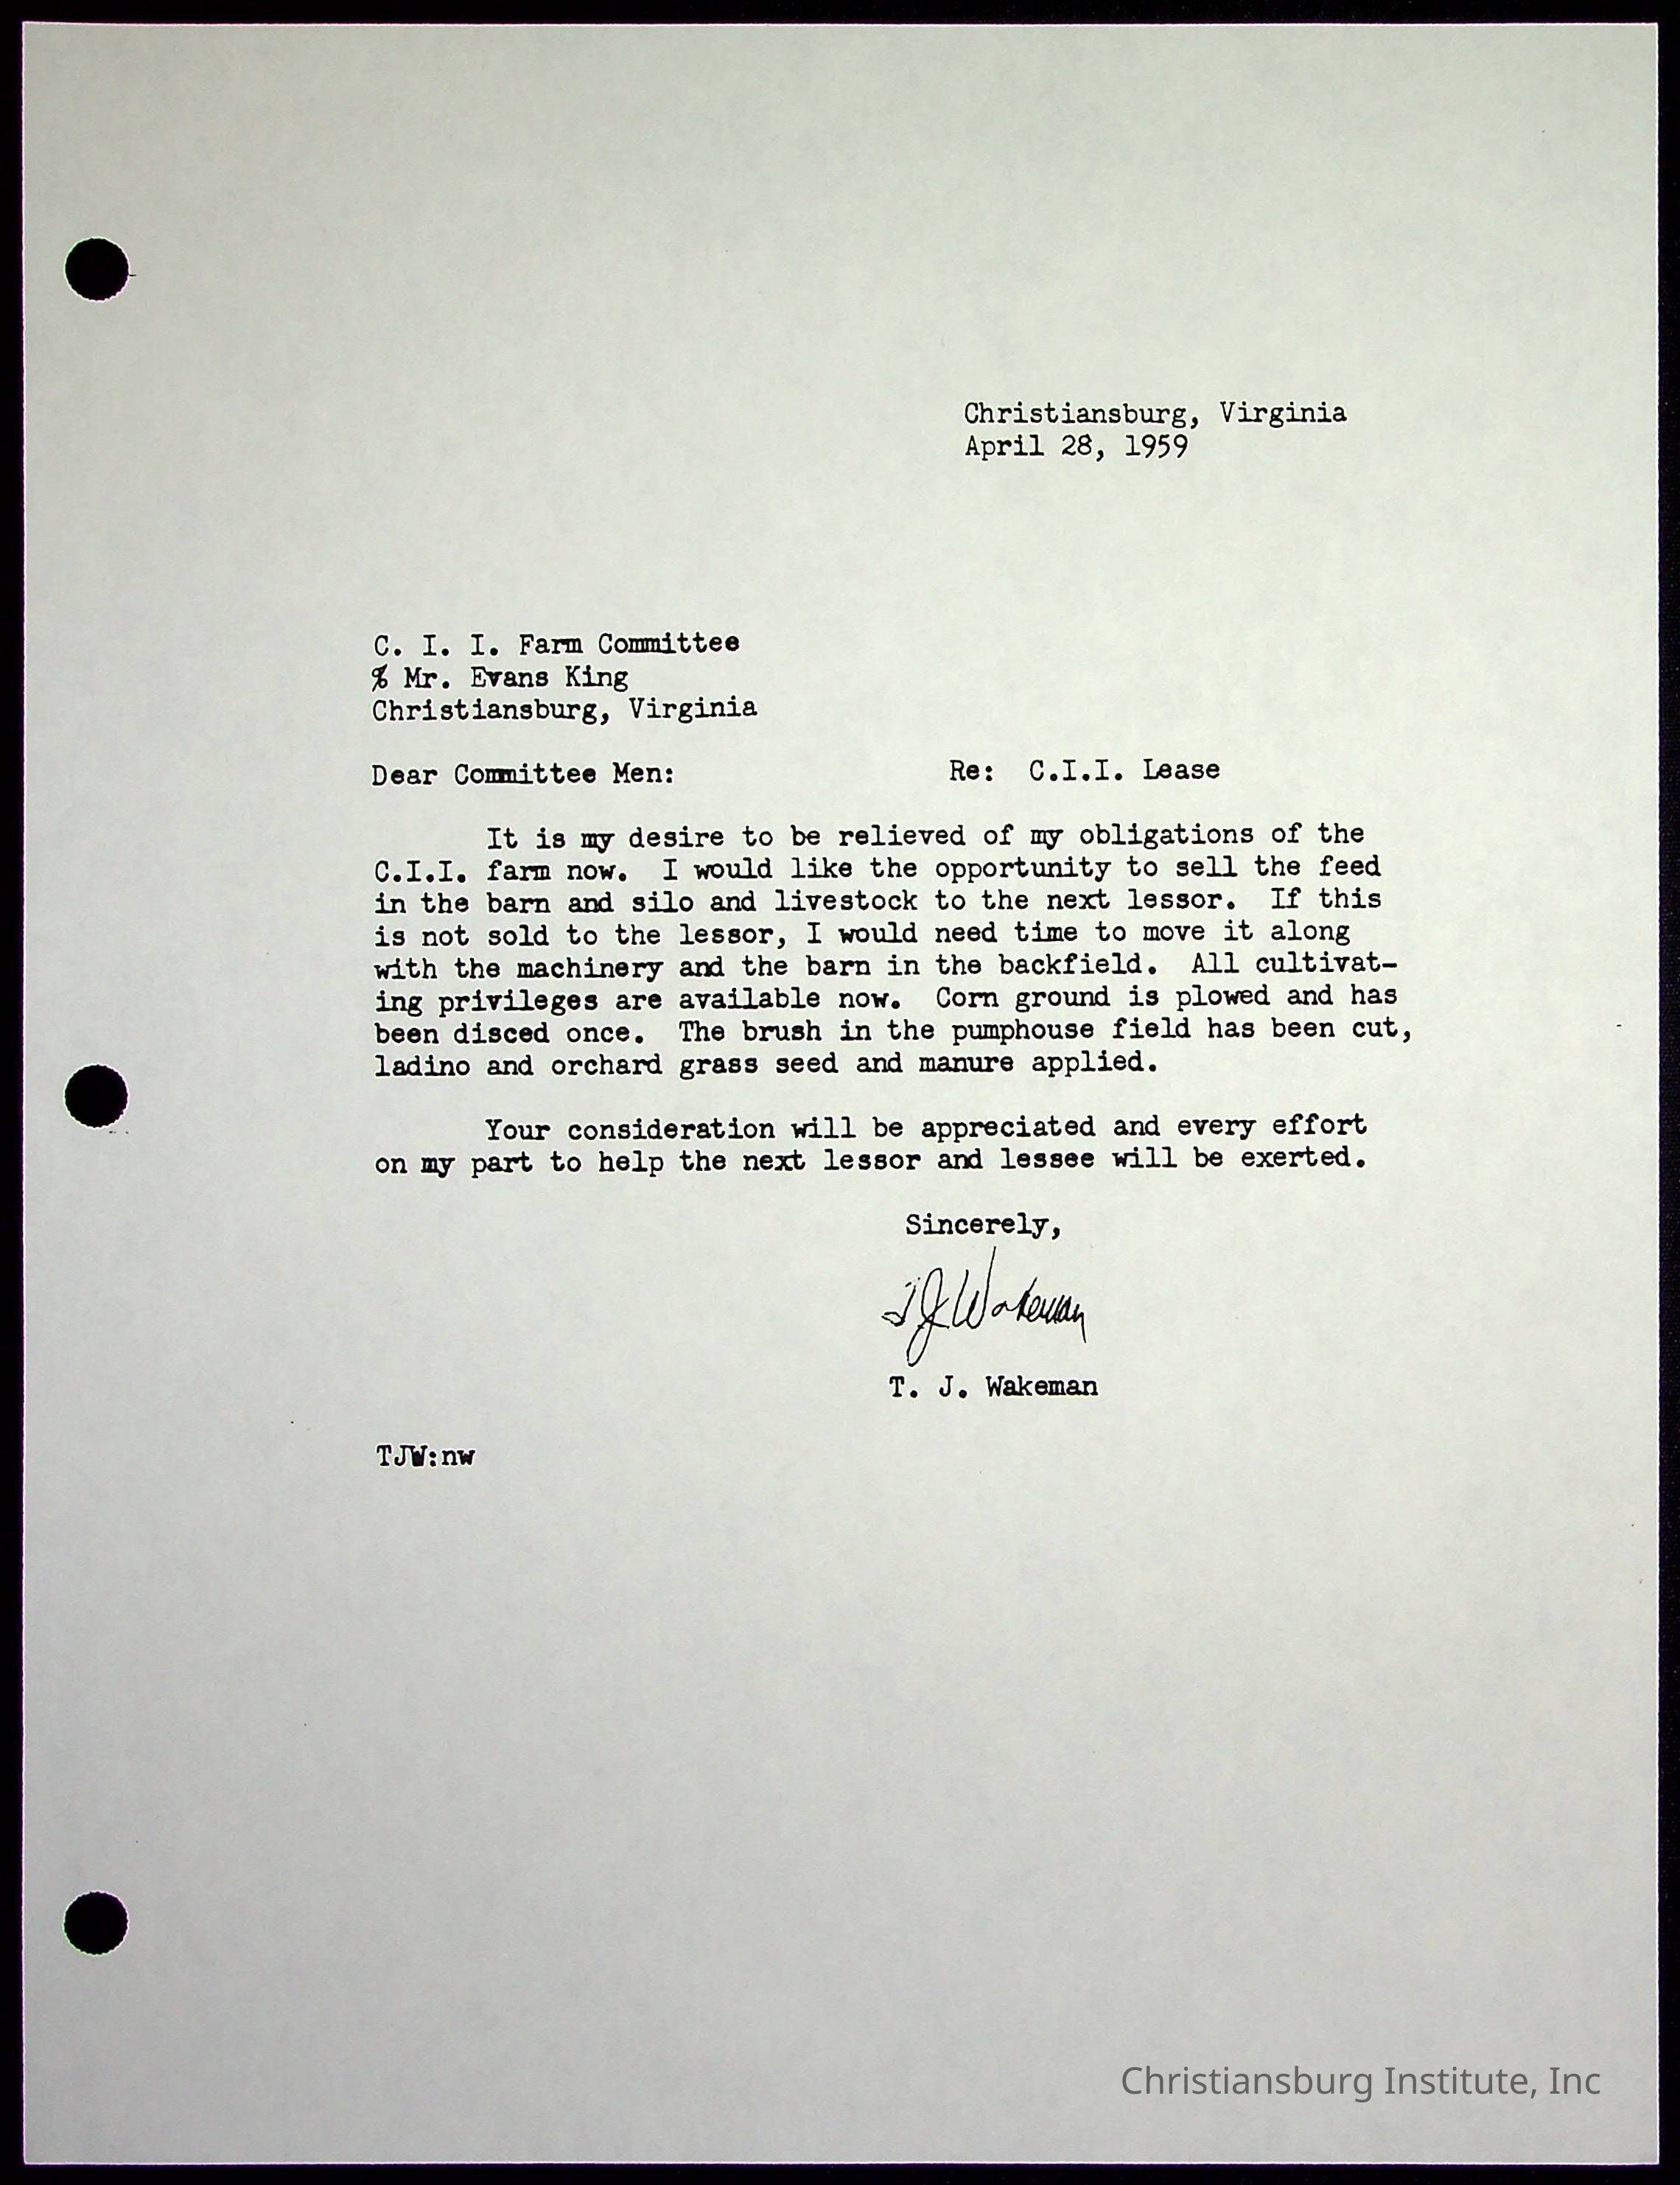 Christiansburg, Virginia
April 28, 1959
C. I. I. Farm Committee
% Mr. Evans King
Christiansburg, Virginia
Dear Committee Men:
Re: C.I.I. Lease
It is my desire to be relieved of my obligations of the
C.I.I. farm now. I would like the opportunity to sell the feed
in the barn and silo and livestock to the next lessor. If this
is not sold to the lessor, I would need time to move it along
with the machinery and the barn in the backfield. All cultivat-
ing privileges are available now. Corn ground is plowed and has
been disced once. The brush in the pumphouse field has been cut,
ladino and orchard grass seed and manure applied.
Your consideration will be appreciated and every effort
on my part to help the next lessor and lessee will be exerted.
Sincerely,
T J Wakeman
T. J. Wakeman
TJW:nw
Christiansburg Institute, Inc